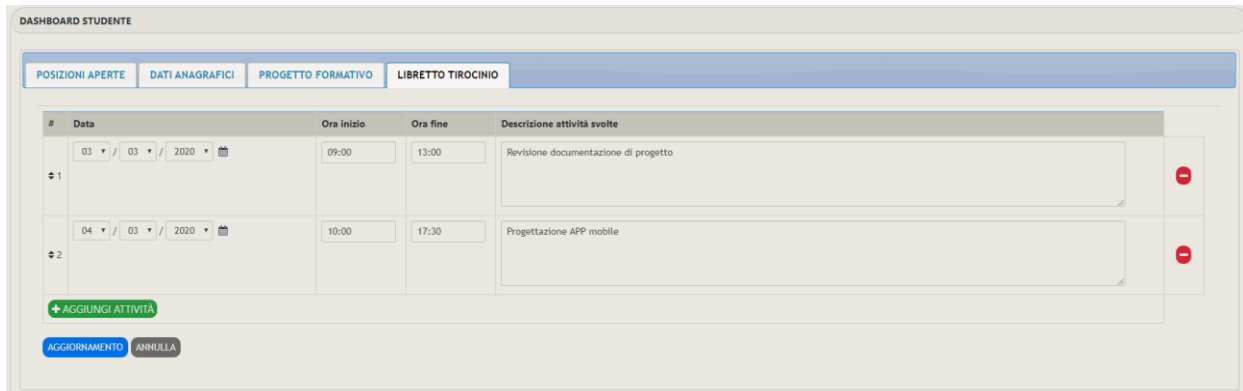 DASHBOARD STUDENTE
POSIZIONI APERTE DATI ANAGRAFICI PROGETTO FORMATIVO LIBRETTO TIROCINIO
# Data Ora inizio Ora fine Descrizione attività svolte
1 03 / 03 / 2020 09:00 13:00 Revisione documentazione di progetto
2 04 / 03 / 2020 10:00 17:30 Progettazione APP mobile
+ AGGIUNGI ATTIVITÀ
AGGIORNAMENTO ANNULLA